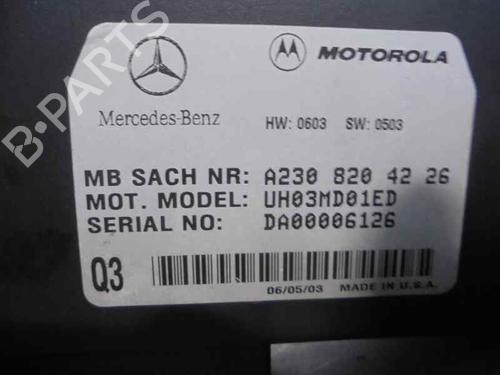 B-PARTS
MOTOROLA
Mercedes-Benz HW: 0603 SW: 0503
MB SACH NR: A230 820 42 26
MOT. MODEL: UH03MD01ED
SERIAL NO: DA00006126
Q3
06/05/03 MADE IN U.S.A.